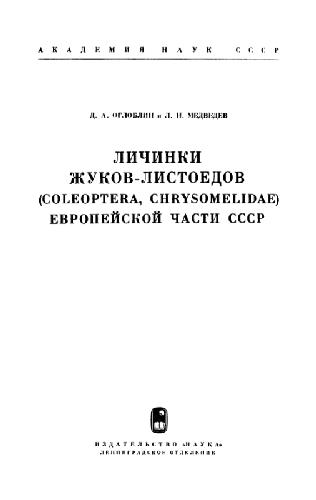 АКАДЕМИЯ НАУК СССР
Д. А. ОГЛОБЛИН и Л. Н. МЕДВЕДЕВ
ЛИЧИНКИ
ЖУКОВ-ЛИСТОЕДОВ
(COLEOPTERA, CHRYSOMELIDAE)
ЕВРОПЕЙСКОЙ ЧАСТИ СССР
ИЗДАТЕЛЬСТВО «НАУКА»
ЛЕНИНГРАДСКОЕ ОТДЕЛЕНИЕ